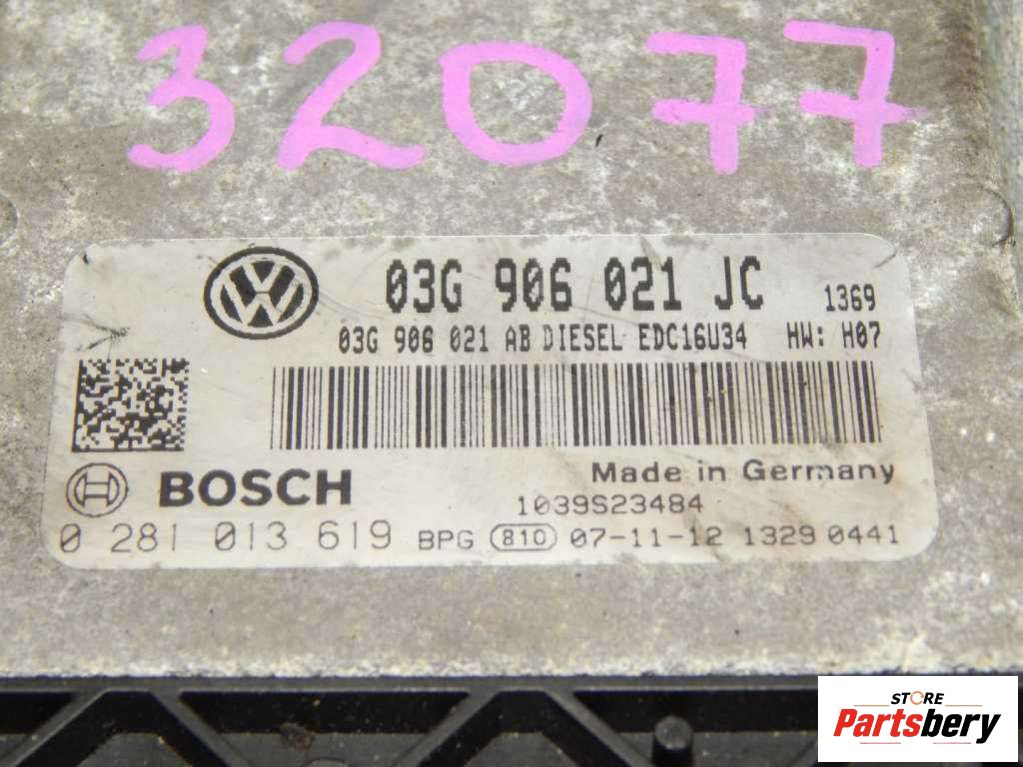 32077
VW
03G 906 021 JC 1369
03G 906 021 AB DIESEL EDC16U34 HW: H07
Made in Germany
BOSCH
1039S23484
0 281 013 619 BPG 810 07-11-12 1329 0441
STORE
Partsbery